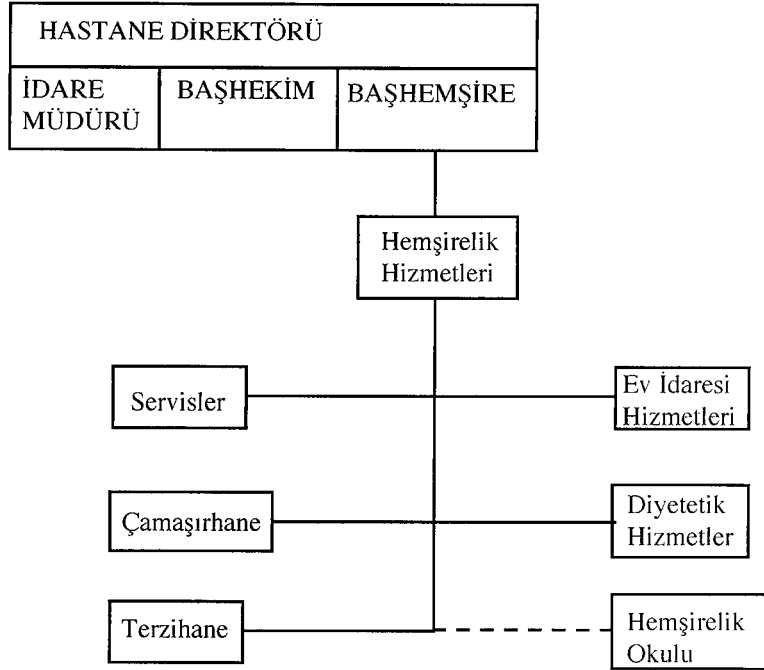 HASTANE DİREKTÖRÜ
İDARE
MÜDÜRÜ
BAŞHEKİM
BAŞHEMŞİRE
Hemşirelik
Hizmetleri
Servisler
Ev İdaresi
Hizmetleri
Çamaşırhane
Diyetetik
Hizmetler
Terzihane
Hemşirelik
Okulu